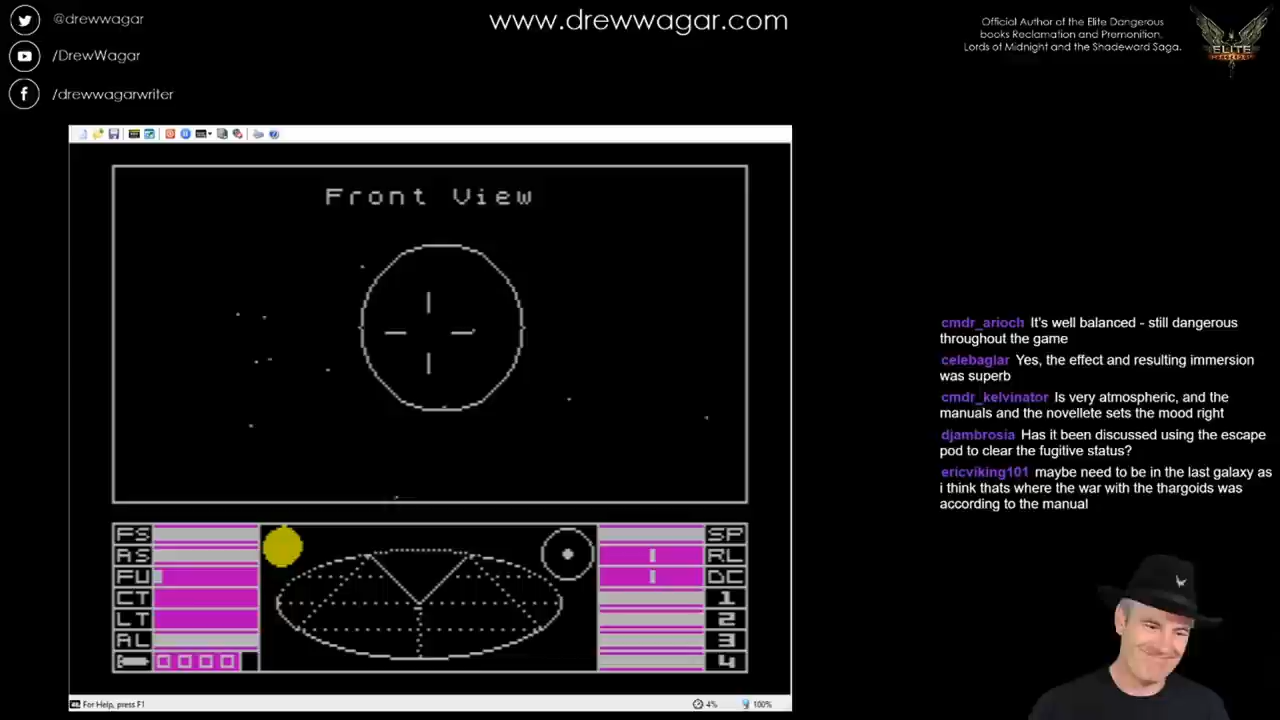 @drewwagar
/DrewWagar
/drewwagarwriter
www.drewwagar.com
Official Author of the Elite Dangerous
books Reclamation and Premonition.
Lords of Midnight and the Shadeward Saga.
ELITE
Front View
cmdr_arioch It's well balanced - still dangerous
throughout the game
celebaglar Yes, the effect and resulting immersion
was superb
cmdr_kelvinator Is very atmospheric, and the
manuals and the novellete sets the mood right
djambrosia Has it been discussed using the escape
pod to clear the fugitive status?
ericviking101 maybe need to be in the last galaxy as
i think thats where the war with the thargoids was
according to the manual
FS
AS
FU
CT
LT
AL
SP
RL
DC
1
2
3
4
For Help, press F1
4%
100%